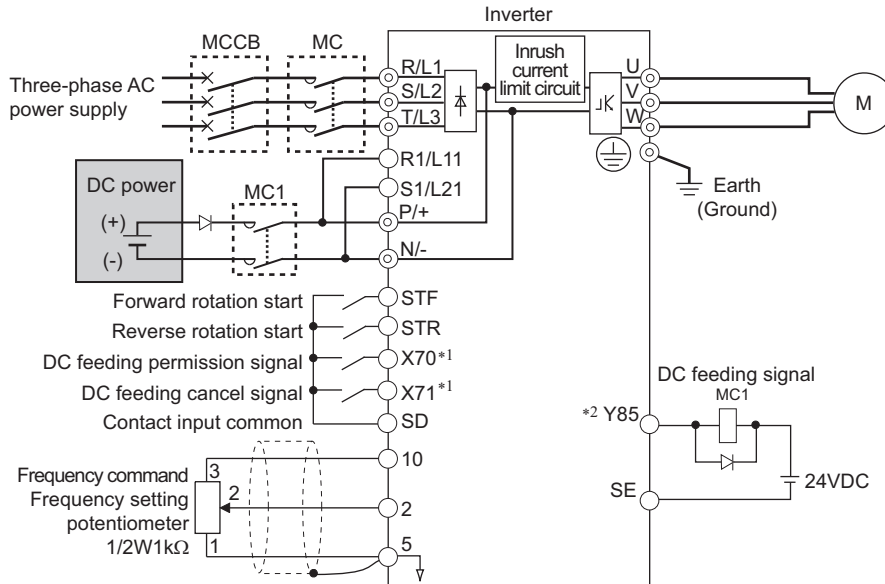 Inverter
MCCB
MC
Three-phase AC
power supply
R/L1
S/L2
T/L3
Inrush
current
limit circuit
U
V
W
M
R1/L11
S1/L21
P/+
N/-
DC power
(+)
(-)
MC1
Earth
(Ground)
Forward rotation start
STF
Reverse rotation start
STR
DC feeding permission signal
X70*1
DC feeding cancel signal
X71*1
Contact input common
SD
DC feeding signal
MC1
*2 Y85
SE
24VDC
Frequency command
Frequency setting
potentiometer
1/2W1kΩ
3
2
1
10
2
5